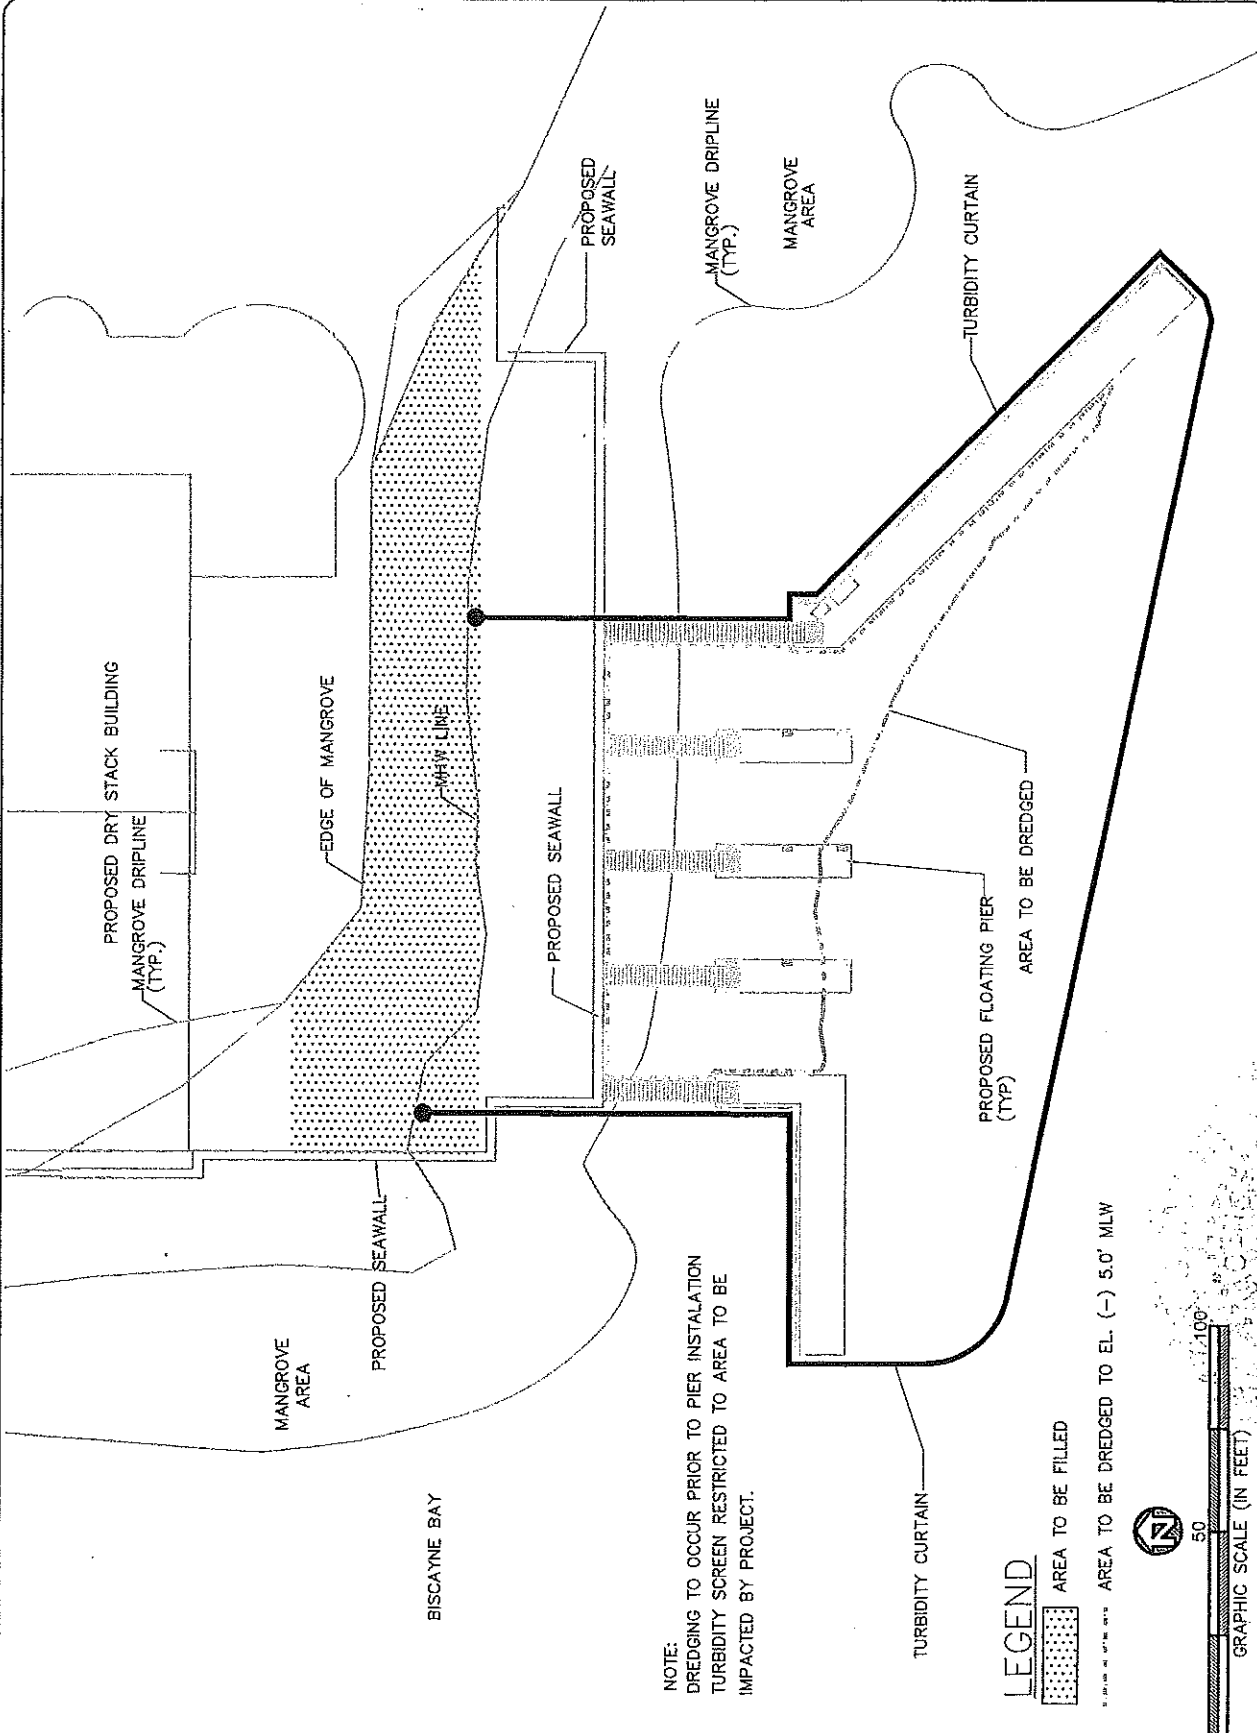 PROPOSED DRY STACK BUILDING
MANGROVE DRIPLINE
(TYP.)
EDGE OF MANGROVE
MHW LINE
PROPOSED
SEAWALL
MANGROVE DRIPLINE
(TYP.)
MANGROVE
AREA
PROPOSED SEAWALL
TURBIDITY CURTAIN
MANGROVE
AREA
PROPOSED SEAWALL
BISCAYNE BAY
PROPOSED FLOATING PIER
(TYP)
AREA TO BE DREDGED
NOTE:
DREDGING TO OCCUR PRIOR TO PIER INSTALATION
TURBIDITY SCREEN RESTRICTED TO AREA TO BE
IMPACTED BY PROJECT.
TURBIDITY CURTAIN
LEGEND
AREA TO BE FILLED
AREA TO BE DREDGED TO EL. (-) 5.0' MLW
N
50
100
GRAPHIC SCALE (IN FEET)